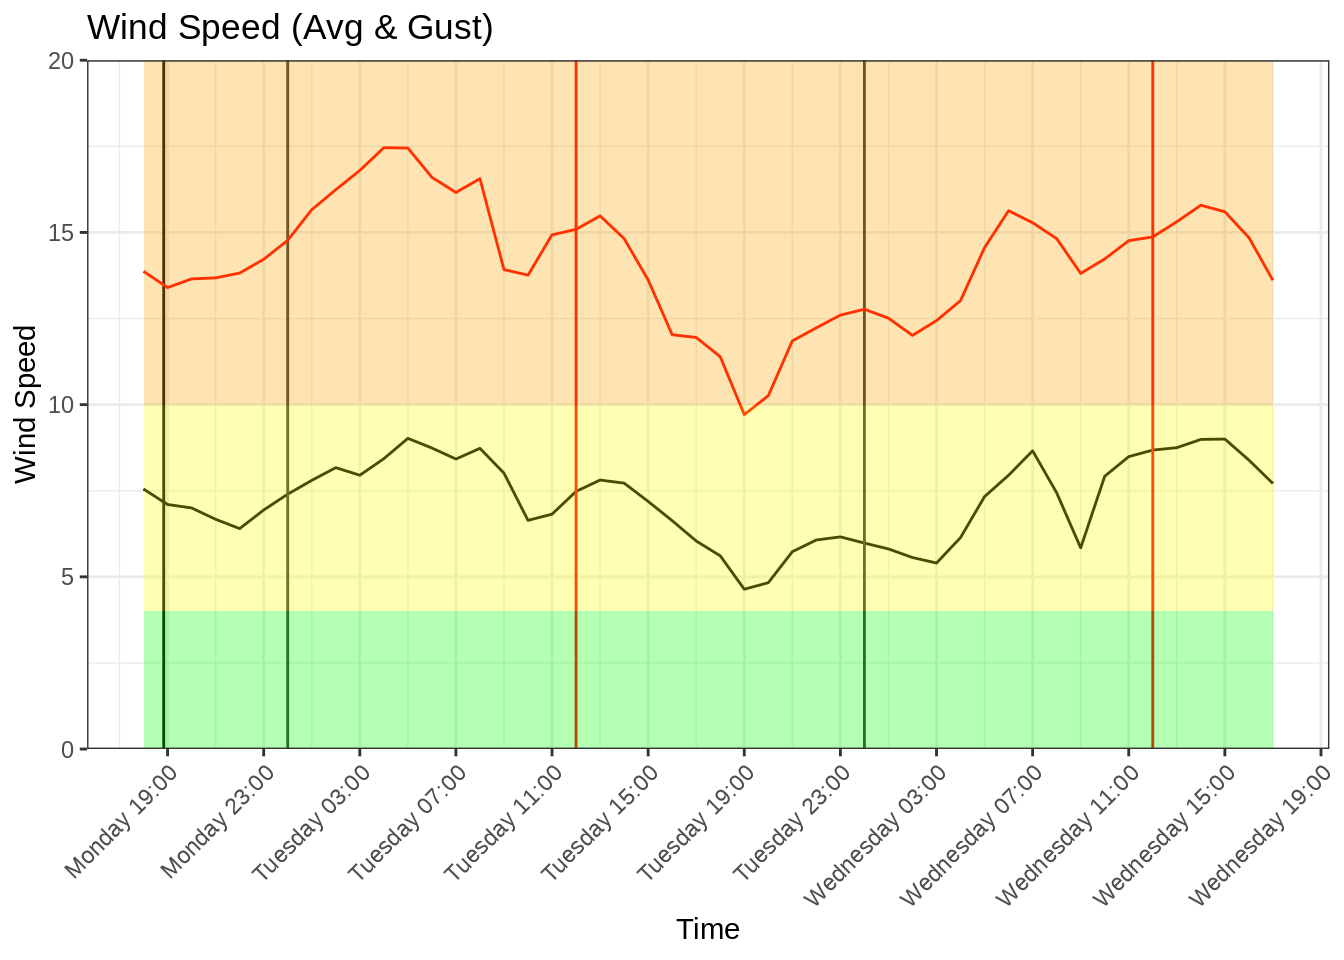 Wind Speed (Avg & Gust)
20
15
10
5
0
Wind Speed
Monday 19:00
Monday 23:00
Tuesday 03:00
Tuesday 07:00
Tuesday 11:00
Tuesday 15:00
Tuesday 19:00
Tuesday 23:00
Wednesday 03:00
Wednesday 07:00
Wednesday 11:00
Wednesday 15:00
Wednesday 19:00
Time